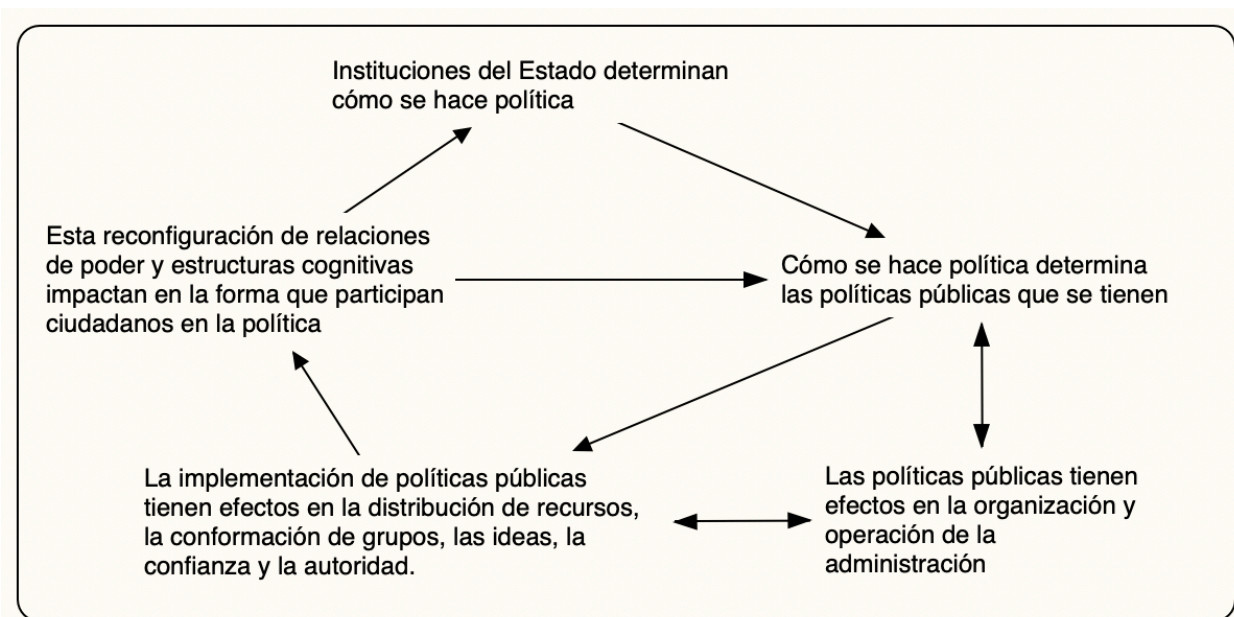 Instituciones del Estado determinan
cómo se hace política
Esta reconfiguración de relaciones
de poder y estructuras cognitivas
impactan en la forma que participan
ciudadanos en la política
Cómo se hace política determina
las políticas públicas que se tienen
La implementación de políticas públicas
tienen efectos en la distribución de recursos,
la conformación de grupos, las ideas, la
confianza y la autoridad.
Las políticas públicas tienen
efectos en la organización y
operación de la
administración